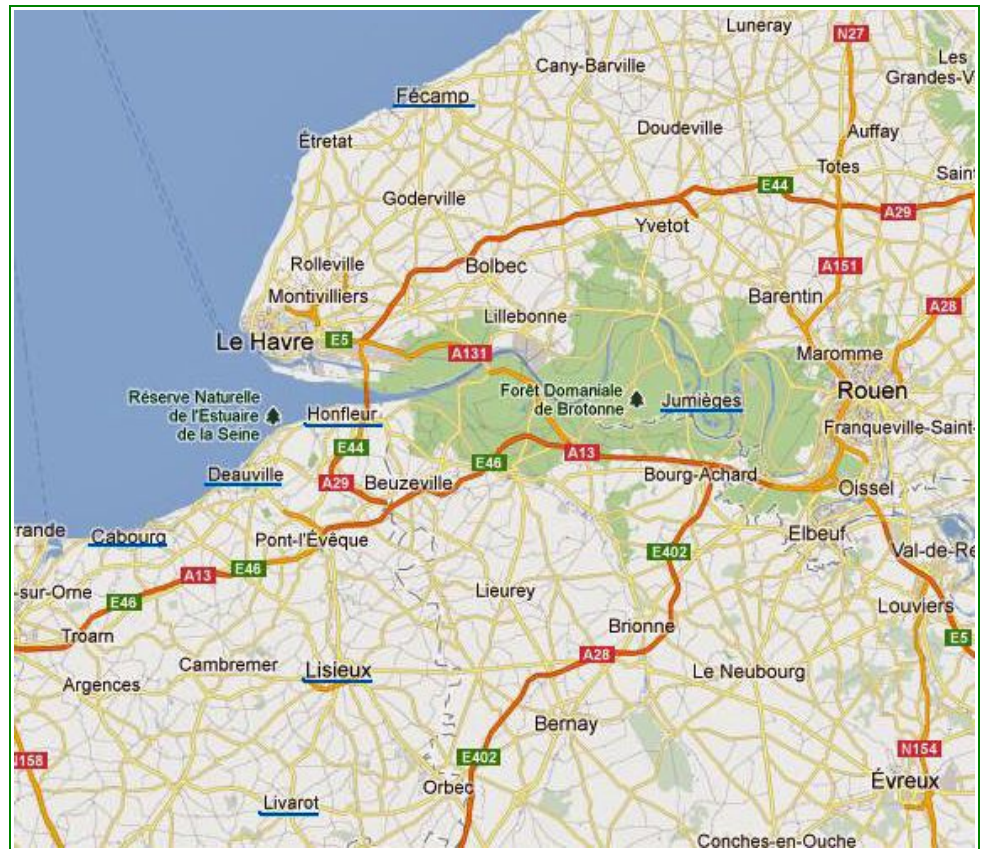 Luneray
N27
Cany-Barville
Les
Grandes-V
Fécamp
Doudeville
Auffay
Étretat
Totes
Saint
E44
Goderville
A29
Yvetot
Rolleville
Bolbec
A151
Montivilliers
Barentin
A28
Lillebonne
Le Havre
E5
A131
Maromme
Forêt Domaniale
de Brotonne
Jumièges
Rouen
Réserve Naturelle
de l'Estuaire
de la Seine
Honfleur
Franqueville-Saint-
E44
A13
E46
Deauville
A29
Beuzeville
Bourg-Achard
Oissel
rrande
Cabourg
Pont-l'Évêque
Elbeuf
E402
Val-de-Re
E46
A13
-sur-Orne
E46
Lieurey
Louviers
Troarn
Brionne
E5
Cambremer
Lisieux
A28
Le Neubourg
Argences
Bernay
N158
E402
N154
Orbec
Évreux
Livarot
Conches-en-Ouche